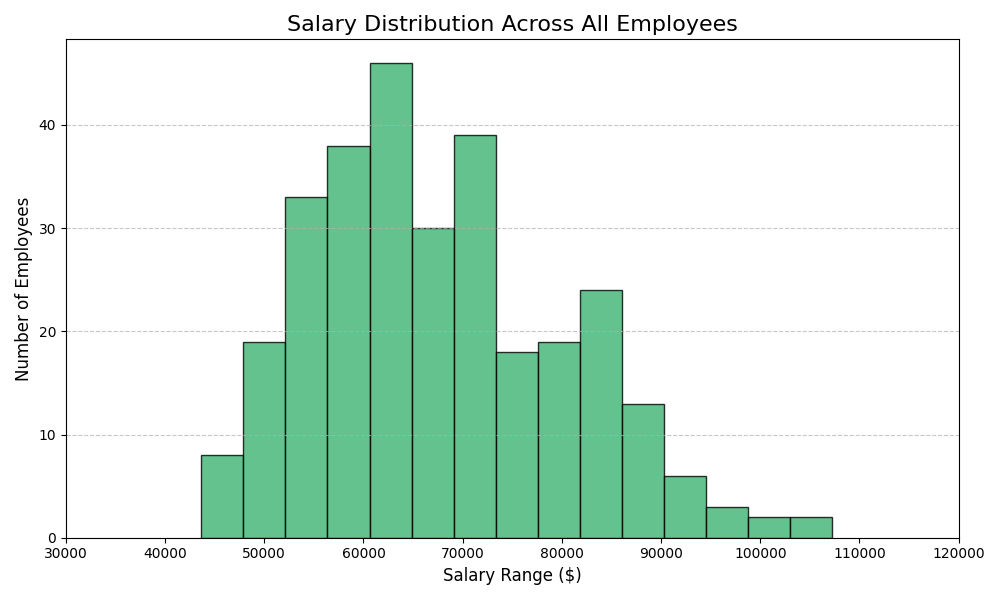 Salary Distribution Across All Employees
Number of Employees
40
30
20
10
0
30000 40000 50000 60000 70000 80000 90000 100000 110000 120000
Salary Range ($)